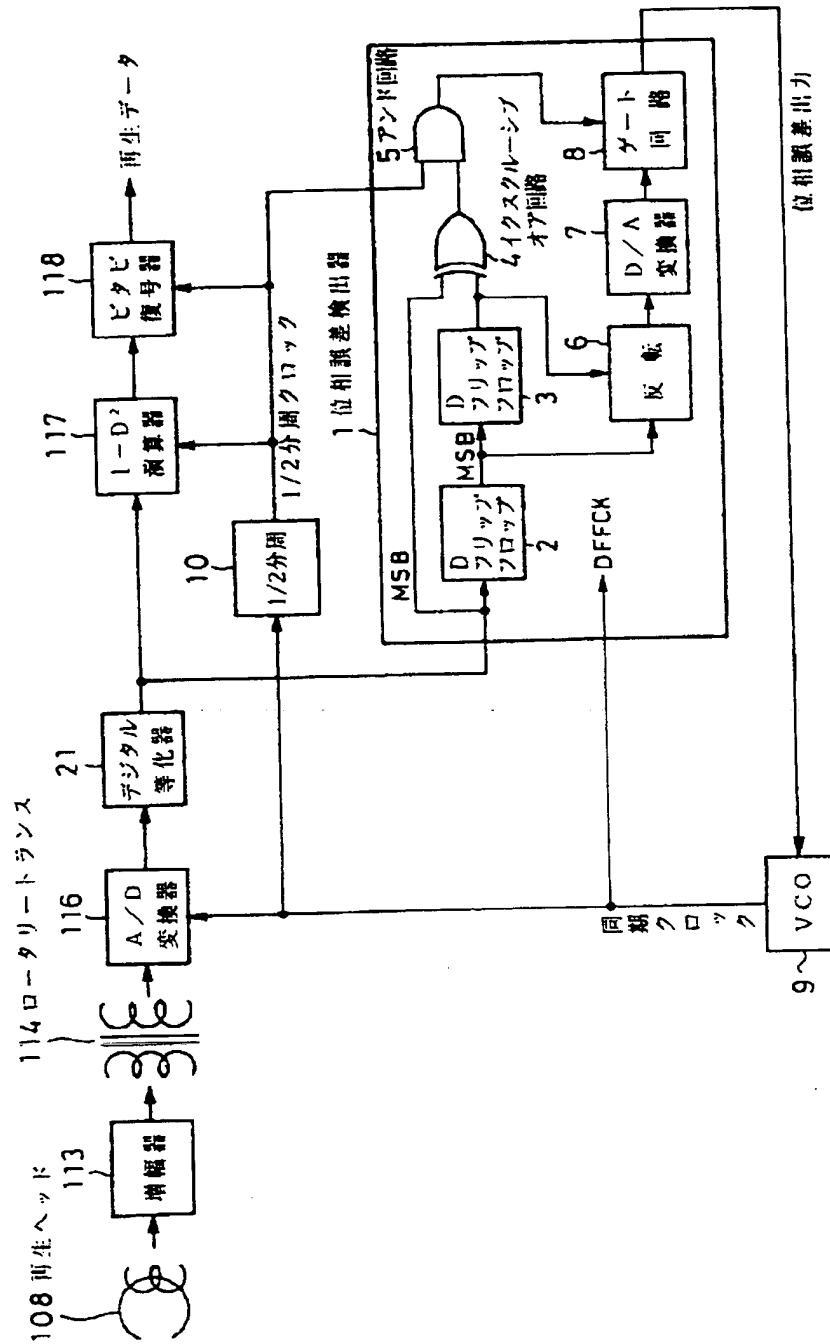 108 再生ヘッド
113
増幅器
114 ロータリートランス
116
A/D
変換器
21
デジタル
等化器
117
1-D²
演算器
118
ビタビ
復号器
再生データ
10
1/2分周
1/2分周クロック
1 位相誤差検出器
MSB
D
フリップ
フロップ
2
MSB
D
フリップ
フロップ
3
4 イクスクルーシブ
オア回路
5 アンド回路
6
反転
7
D/A
変換器
8
ゲート
回路
DFFCK
同期クロック
9
VCO
位相誤差出力